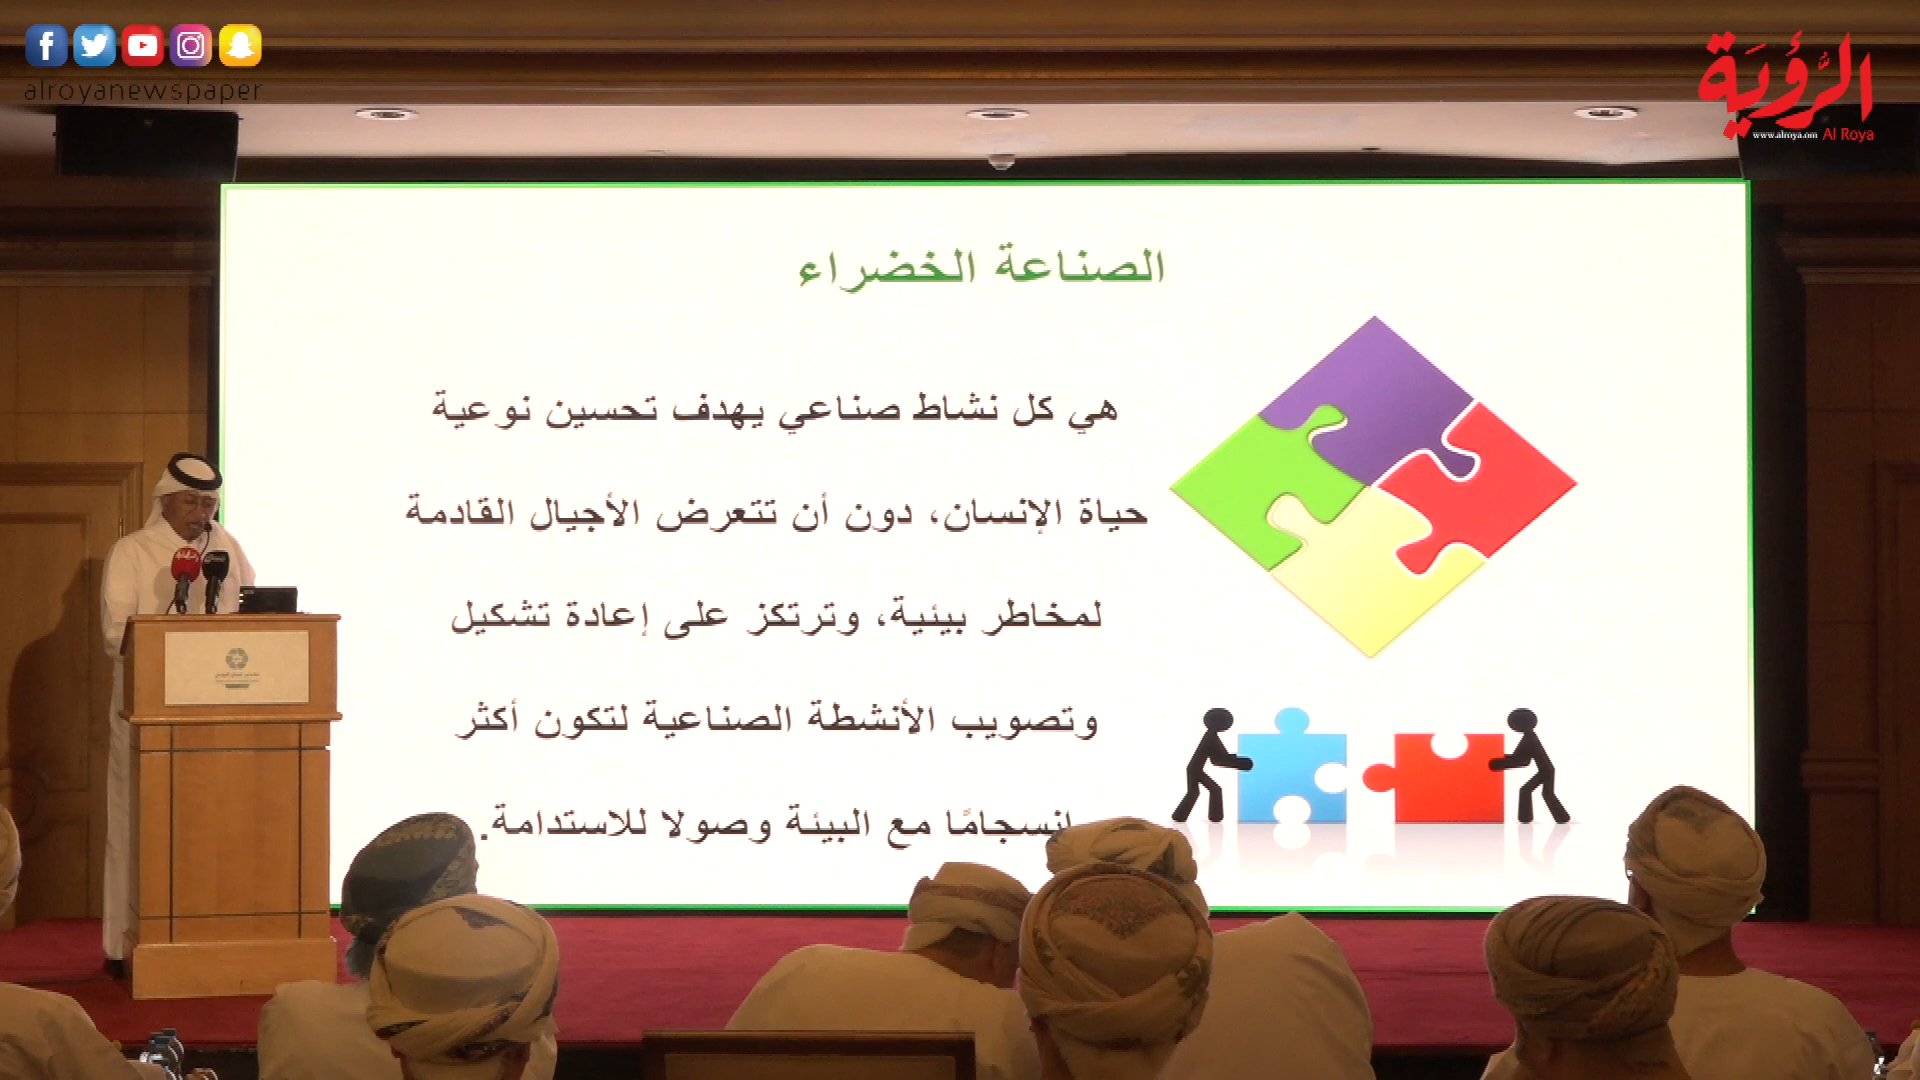 alroyanewspaper
الرؤية
www.alroya.om Al Roya
الصناعة الخضراء
هي كل نشاط صناعي يهدف تحسين نوعية
حياة الإنسان، دون أن تتعرض الأجيال القادمة
لمخاطر بيئية، وترتكز على إعادة تشكيل
وتصويب الأنشطة الصناعية لتكون أكثر
انسجامًا مع البيئة وصولا للاستدامة.